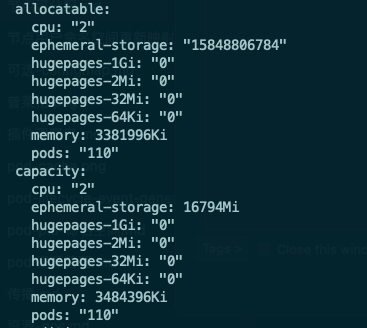 allocatable:
cpu: "2"
ephemeral-storage: "15848806784"
hugepages-1Gi: "0"
hugepages-2Mi: "0"
hugepages-32Mi: "0"
hugepages-64Ki: "0"
memory: 3381996Ki
pods: "110"
capacity:
cpu: "2"
ephemeral-storage: 16794Mi
hugepages-1Gi: "0"
hugepages-2Mi: "0"
hugepages-32Mi: "0"
hugepages-64Ki: "0"
memory: 3484396Ki
pods: "110"